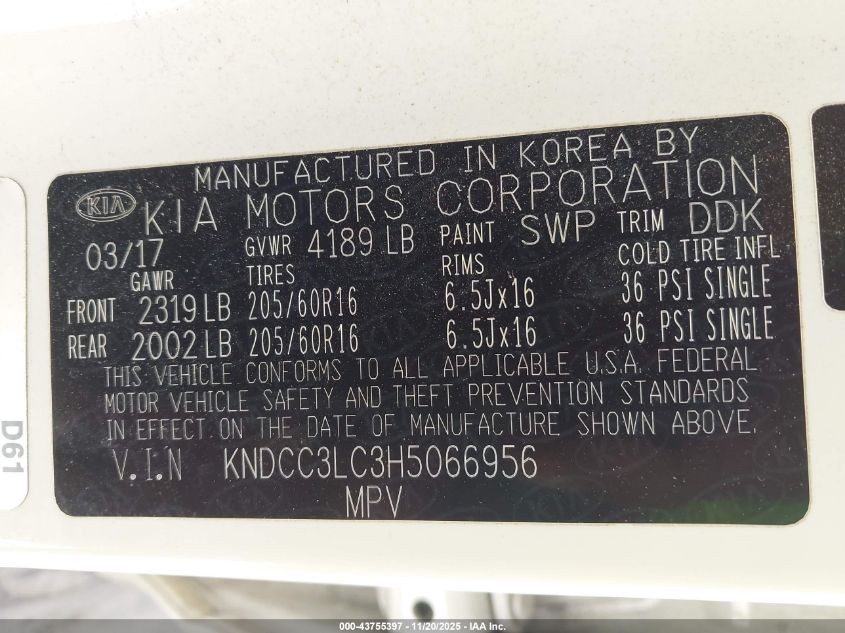 MANUFACTURED IN KOREA BY
KIA KIA MOTORS CORPORATION
03/17 GVWR 4189 LB PAINT SWP TRIM DDK
GAWR TIRES RIMS COLD TIRE INFL
FRONT 2319 LB 205/60R16 6.5Jx16 36 PSI SINGLE
REAR 2002 LB 205/60R16 6.5Jx16 36 PSI SINGLE
THIS VEHICLE CONFORMS TO ALL APPLICABLE U.S.A. FEDERAL
MOTOR VEHICLE SAFETY AND THEFT PREVENTION STANDARDS
IN EFFECT ON THE DATE OF MANUFACTURE SHOWN ABOVE.
V.I.N KNDCC3LC3H5066956
MPV
D61
000-43755397 - 11/20/2025 - IAA Inc.